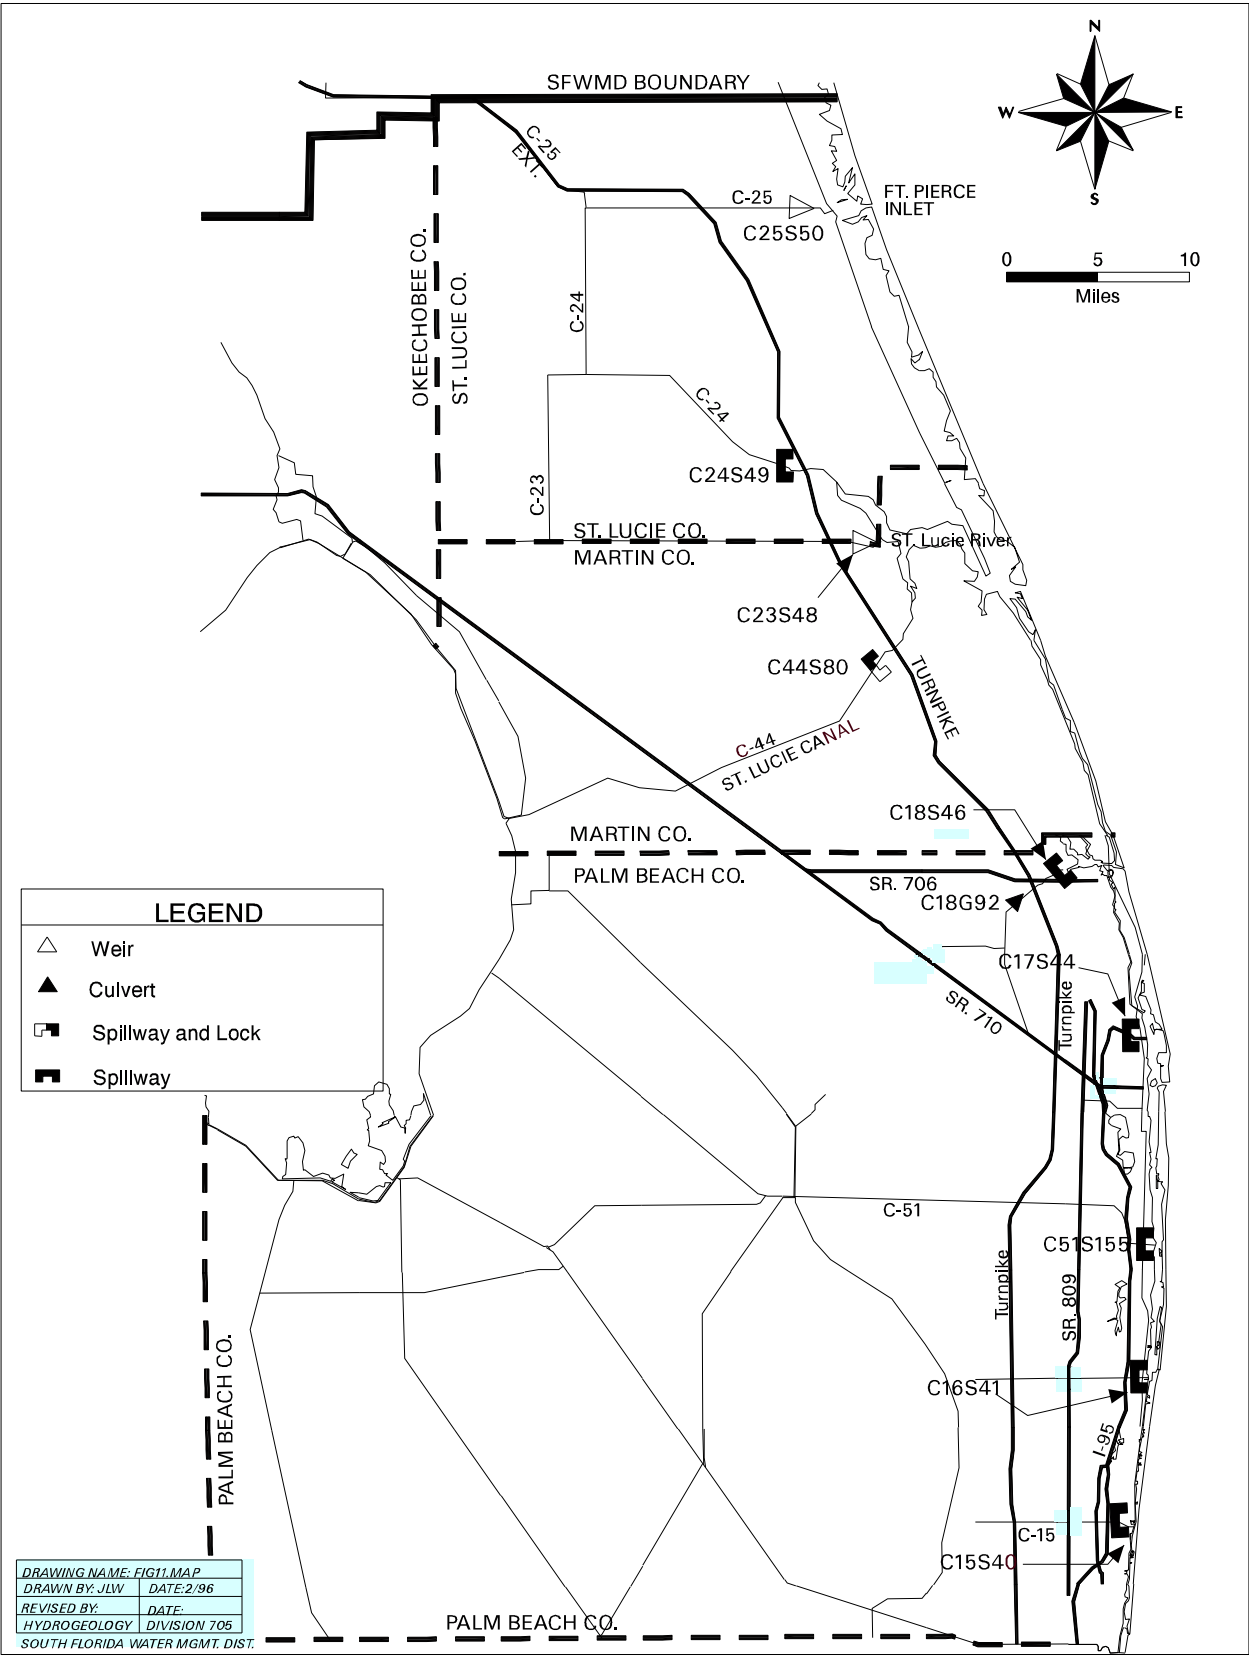 N
SFWMD BOUNDARY
W
E
S
C-25
EXT.
C-25
FT. PIERCE
INLET
C25S50
OKEECHOBEE CO.
ST. LUCIE CO.
0 5 10
Miles
C-24
C-24
C24S49
C-23
ST. LUCIE CO.
MARTIN CO.
ST. Lucie River
C23S48
C44S80
TURNPIKE
C-44
ST. LUCIE CANAL
C18S46
MARTIN CO.
PALM BEACH CO.
SR. 706
C18G92
C17S44
SR. 710
Turnpike
LEGEND
Weir
Culvert
Spillway and Lock
Spillway
C-51
C51S155
Turnpike
SR. 809
C16S41
PALM BEACH CO.
I-95
C-15
C15S40
PALM BEACH CO.
DRAWING NAME: FIG11.MAP
DRAWN BY: JLW DATE:2/96
REVISED BY: DATE:
HYDROGEOLOGY DIVISION 705
SOUTH FLORIDA WATER MGMT. DIST.